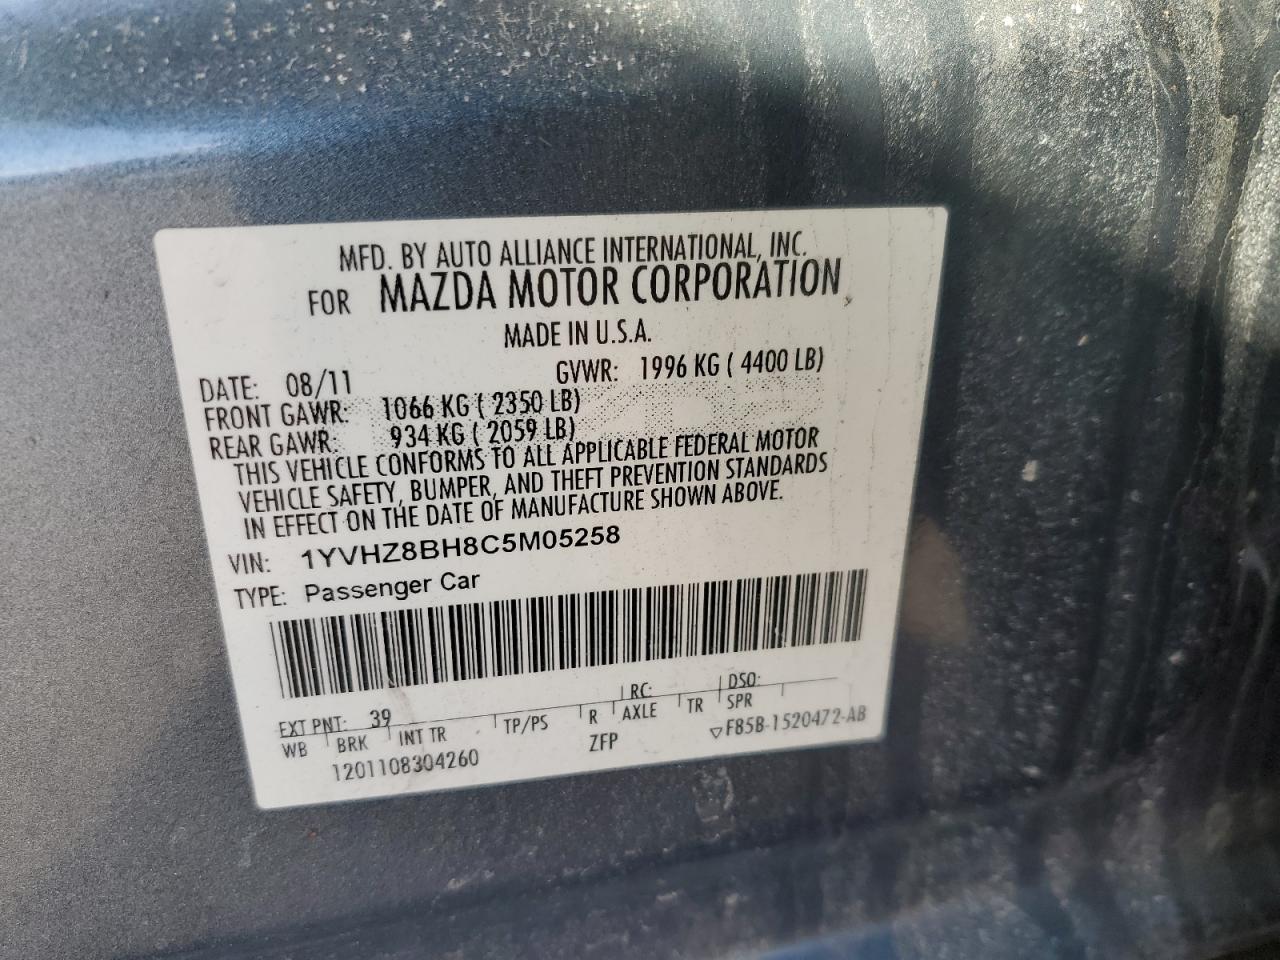 MFD. BY AUTO ALLIANCE INTERNATIONAL, INC.
FOR MAZDA MOTOR CORPORATION
MADE IN U.S.A.
DATE: 08/11 GVWR: 1996 KG ( 4400 LB)
FRONT GAWR: 1066 KG ( 2350 LB)
REAR GAWR: 934 KG ( 2059 LB)
THIS VEHICLE CONFORMS TO ALL APPLICABLE FEDERAL MOTOR
VEHICLE SAFETY, BUMPER, AND THEFT PREVENTION STANDARDS
IN EFFECT ON THE DATE OF MANUFACTURE SHOWN ABOVE.
VIN: 1YVHZ8BH8C5M05258
TYPE: Passenger Car
EXT PNT: 39 RC: DSO:
WB BRK INT TR TP/PS R AXLE TR SPR
1201108304260 ZFP ▽F85B-1520472-AB